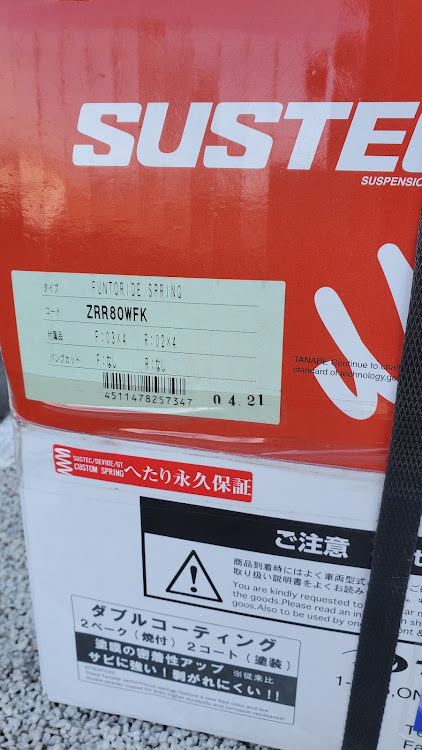 SUSTEC
SUSPENSION
タイプ FUNTORIDE SPRING
コード ZRR80WFK
付属品 F:03×4 R:02×4
バンプカット F:なし R:なし
4511478257347 04.21
TANABE Continue to
standard of technology.
SUSTEC/DEVIDE/GT
CUSTOM SPRING へたり永久保証
ご注意
商品到着時にはよく車両型式
取り扱い説明書をよくお読み
You are kindly requested to
the goods.Please read an in
goos.Also to be used by
ダブルコーティング
2ベーク(焼付) 2コート(塗装)
塗膜の密着性アップ ※従来比
サビに強い!剥がれにくい!!
ATTENTION!